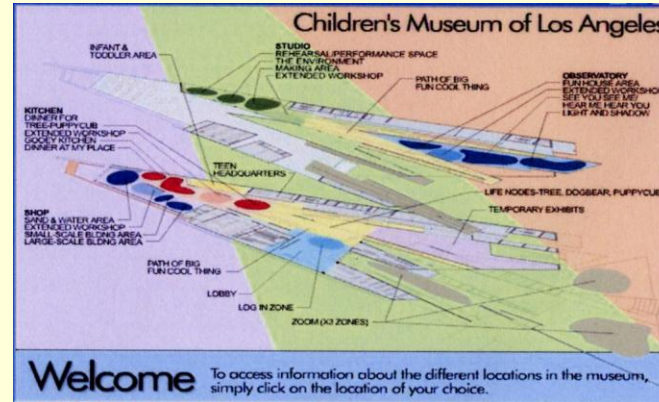 Children's Museum of Los Angeles
INFANT &
TODDLER AREA
STUDIO
REHEARSAL/PERFORMANCE SPACE
THE ENVIRONMENT
MAKING AREA
EXTENDED WORKSHOP
PATH OF BIG
FUN COOL THING
OBSERVATORY
FUN HOUSE AREA
EXTENDED WORKSHOP
SEE YOU SEE ME/
HEAR ME HEAR YOU
LIGHT AND SHADOW
KITCHEN
DINNER FOR
TREE-PUPPYCUB
EXTENDED WORKSHOP
GOOEY KITCHEN
DINNER AT MY PLACE
TEEN
HEADQUARTERS
LIFE NODES-TREE, DOGBEAR, PUPPYCUB
TEMPORARY EXHIBITS
SHOP
SAND & WATER AREA
EXTENDED WORKSHOP
SMALL-SCALE BLDNG AREA
LARGE-SCALE BLDNG AREA
PATH OF BIG
FUN COOL THING
LOBBY
LOG IN ZONE
ZOOM (X3 ZONES)
Welcome
To access information about the different locations in the museum,
simply click on the location of your choice.